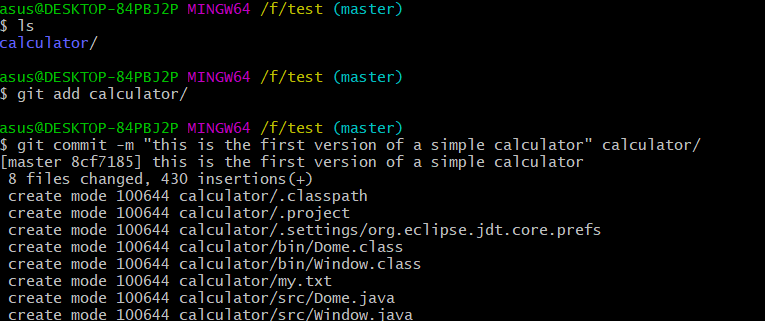 asus@DESKTOP-84PBJ2P MINGW64 /f/test (master)
$ ls
calculator/
asus@DESKTOP-84PBJ2P MINGW64 /f/test (master)
$ git add calculator/
asus@DESKTOP-84PBJ2P MINGW64 /f/test (master)
$ git commit -m "this is the first version of a simple calculator" calculator/
[master 8cf7185] this is the first version of a simple calculator
 8 files changed, 430 insertions(+)
 create mode 100644 calculator/.classpath
 create mode 100644 calculator/.project
 create mode 100644 calculator/.settings/org.eclipse.jdt.core.prefs
 create mode 100644 calculator/bin/Dome.class
 create mode 100644 calculator/bin/Window.class
 create mode 100644 calculator/my.txt
 create mode 100644 calculator/src/Dome.java
 create mode 100644 calculator/src/Window.java